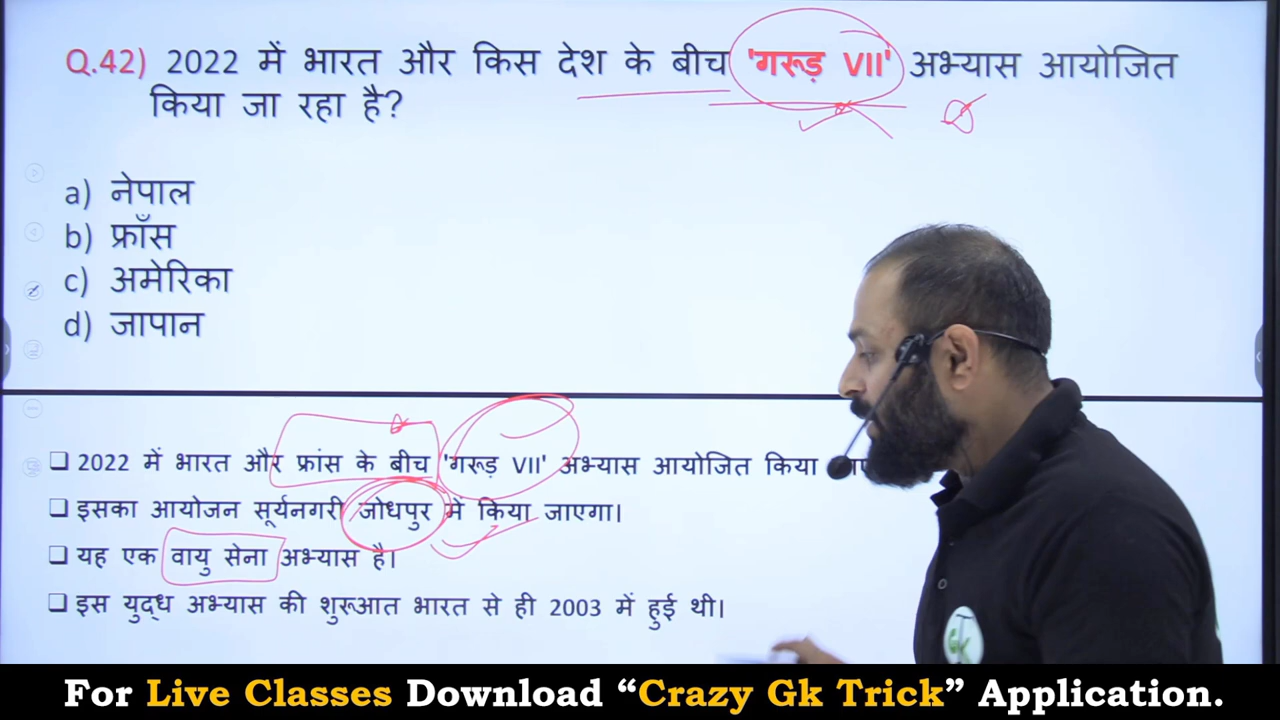 Q.42) 2022 में भारत और किस देश के बीच 'गरूड़ VII' अभ्यास आयोजित
किया जा रहा है?
a) नेपाल
b) फ्राँस
c) अमेरिका
d) जापान
2022 में भारत और फ्रांस के बीच 'गरूड़ VII' अभ्यास आयोजित किया
इसका आयोजन सूर्यनगरी जोधपुर में किया जाएगा।
यह एक वायु सेना अभ्यास है।
इस युद्ध अभ्यास की शुरूआत भारत से ही 2003 में हुई थी।
GK
For Live Classes Download “Crazy Gk Trick” Application.